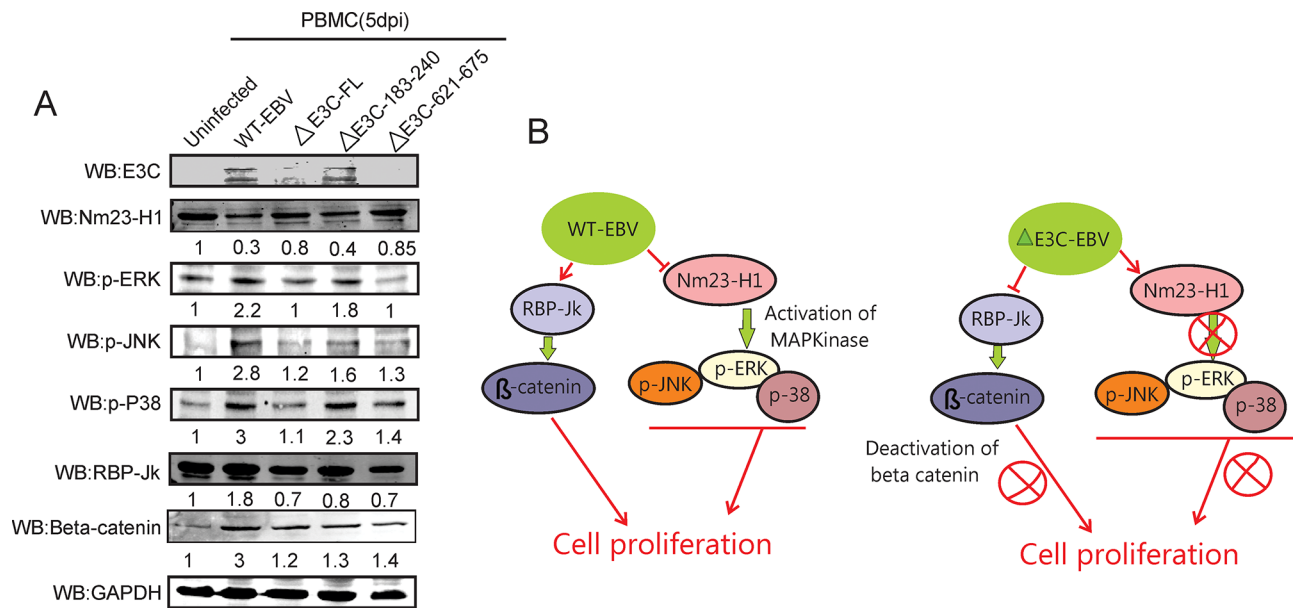 PBMC(5dpi)
A
Uninfected
WT-EBV
△E3C-FL
△E3C-183-240
△E3C-621-675
WB:E3C
WB:Nm23-H1
1 0.3 0.8 0.4 0.85
WB:p-ERK
1 2.2 1 1.8 1
WB:p-JNK
1 2.8 1.2 1.6 1.3
WB:p-P38
1 3 1.1 2.3 1.4
WB:RBP-Jk
1 1.8 0.7 0.8 0.7
WB:Beta-catenin
1 3 1.2 1.3 1.4
WB:GAPDH
B
WT-EBV
Nm23-H1
RBP-Jk
Activation of
MAPKinase
ß-catenin
p-JNK
p-ERK
p-38
Cell proliferation
△E3C-EBV
Nm23-H1
RBP-Jk
ß-catenin
p-JNK
p-ERK
p-38
Deactivation of
beta catenin
Cell proliferation